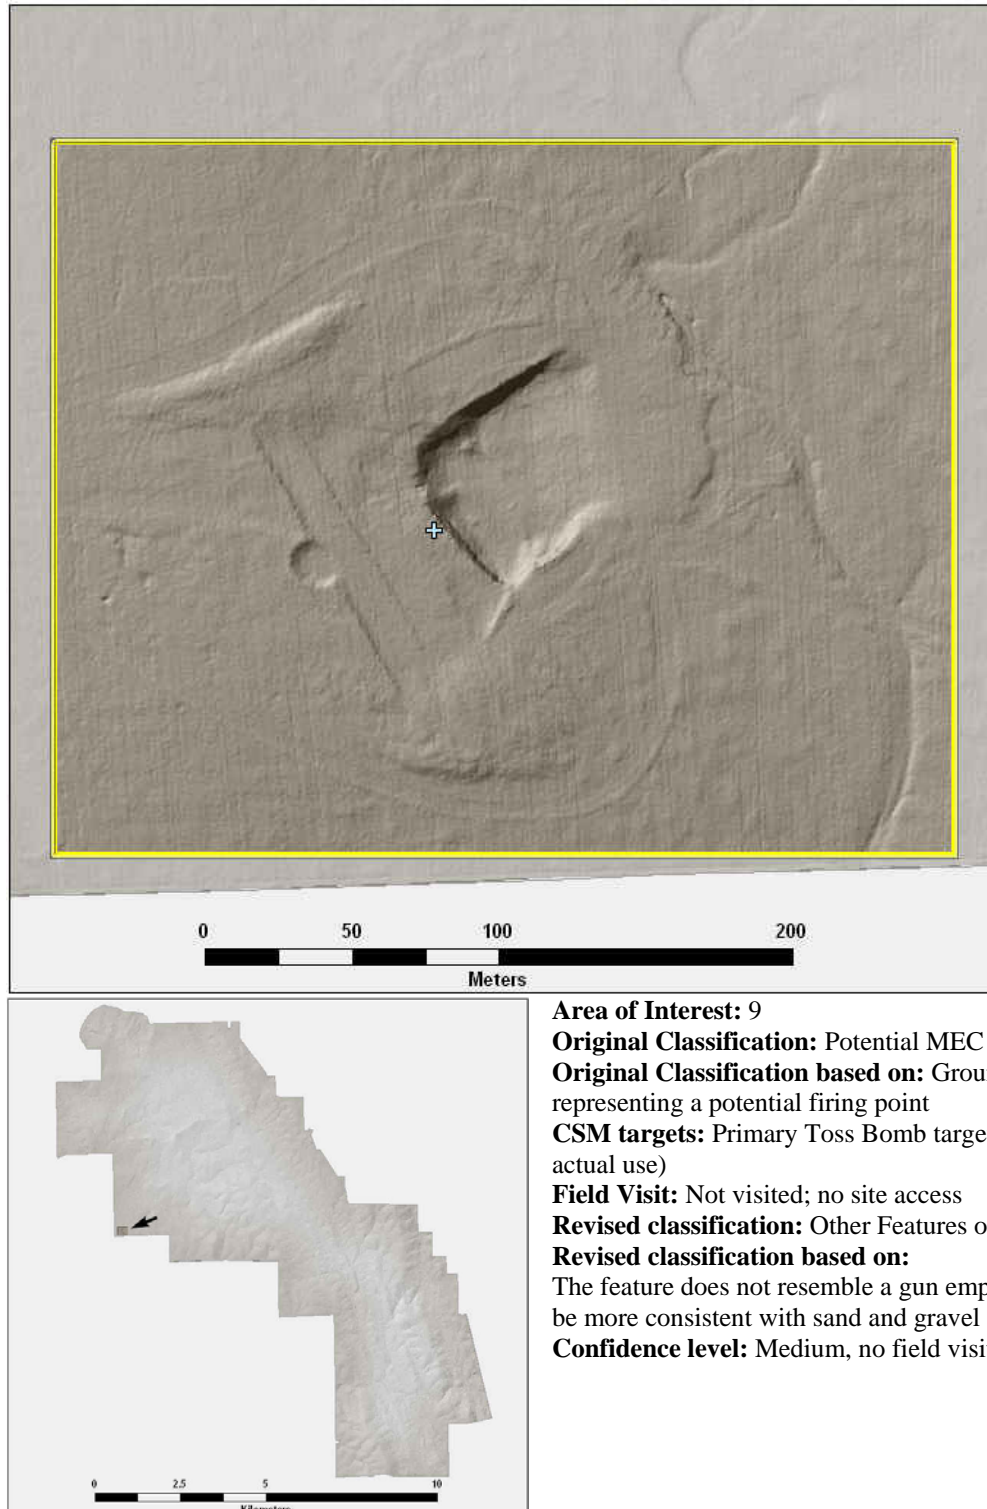 0 50 100 200
Meters
Area of Interest: 9
Original Classification: Potential MEC
Original Classification based on:
representing a potential firing point
CSM targets: Primary Toss Bomb
actual use)
Field Visit: Not visited; no site access
Revised classification: Other Features
Revised classification based on:
The feature does not resemble a gun
be more consistent with sand and gravel
Confidence level: Medium, no field
0 2.5 5 10